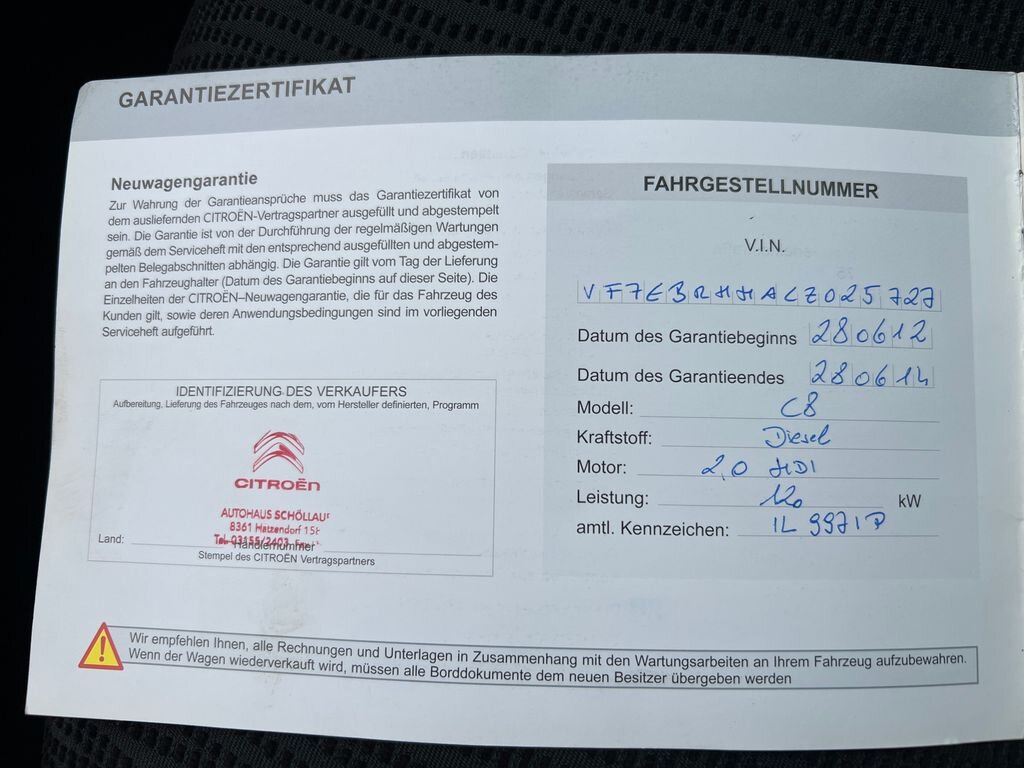 GARANTIEZERTIFIKAT
Neuwagengarantie
Zur Wahrung der Garantieansprüche muss das Garantiezertifikat von
dem ausliefernden CITROËN-Vertragspartner ausgefüllt und abgestempelt
sein. Die Garantie ist von der Durchführung der regelmäßigen Wartungen
gemäß dem Serviceheft mit den entsprechend ausgefüllten und abgestem-
pelten Belegabschnitten abhängig. Die Garantie gilt vom Tag der Lieferung
an den Fahrzeughalter (Datum des Garantiebeginns auf dieser Seite). Die
Einzelheiten der CITROËN–Neuwagengarantie, die für das Fahrzeug des
Kunden gilt, sowie deren Anwendungsbedingungen sind im vorliegenden
Serviceheft aufgeführt.
IDENTIFIZIERUNG DES VERKAUFERS
Aufbereitung, Lieferung des Fahrzeuges nach dem, vom Hersteller definierten, Programm
CITROËN
AUTOHAUS SCHÖLLAUF
8361 Hatzendorf
Tel. 03155/2403
Land: Händlernummer
Stempel des CITROËN Vertragspartners
FAHRGESTELLNUMMER
V.I.N.
VF7EBRHHACZ025727
Datum des Garantiebeginns 280612
Datum des Garantieendes 280614
Modell: C8
Kraftstoff: Diesel
Motor: 2,0 HDI
Leistung: 120 kW
amtl. Kennzeichen: IL 997IP
Wir empfehlen Ihnen, alle Rechnungen und Unterlagen in Zusammenhang mit den Wartungsarbeiten an Ihrem Fahrzeug aufzubewahren.
Wenn der Wagen wiederverkauft wird, müssen alle Borddokumente dem neuen Besitzer übergeben werden